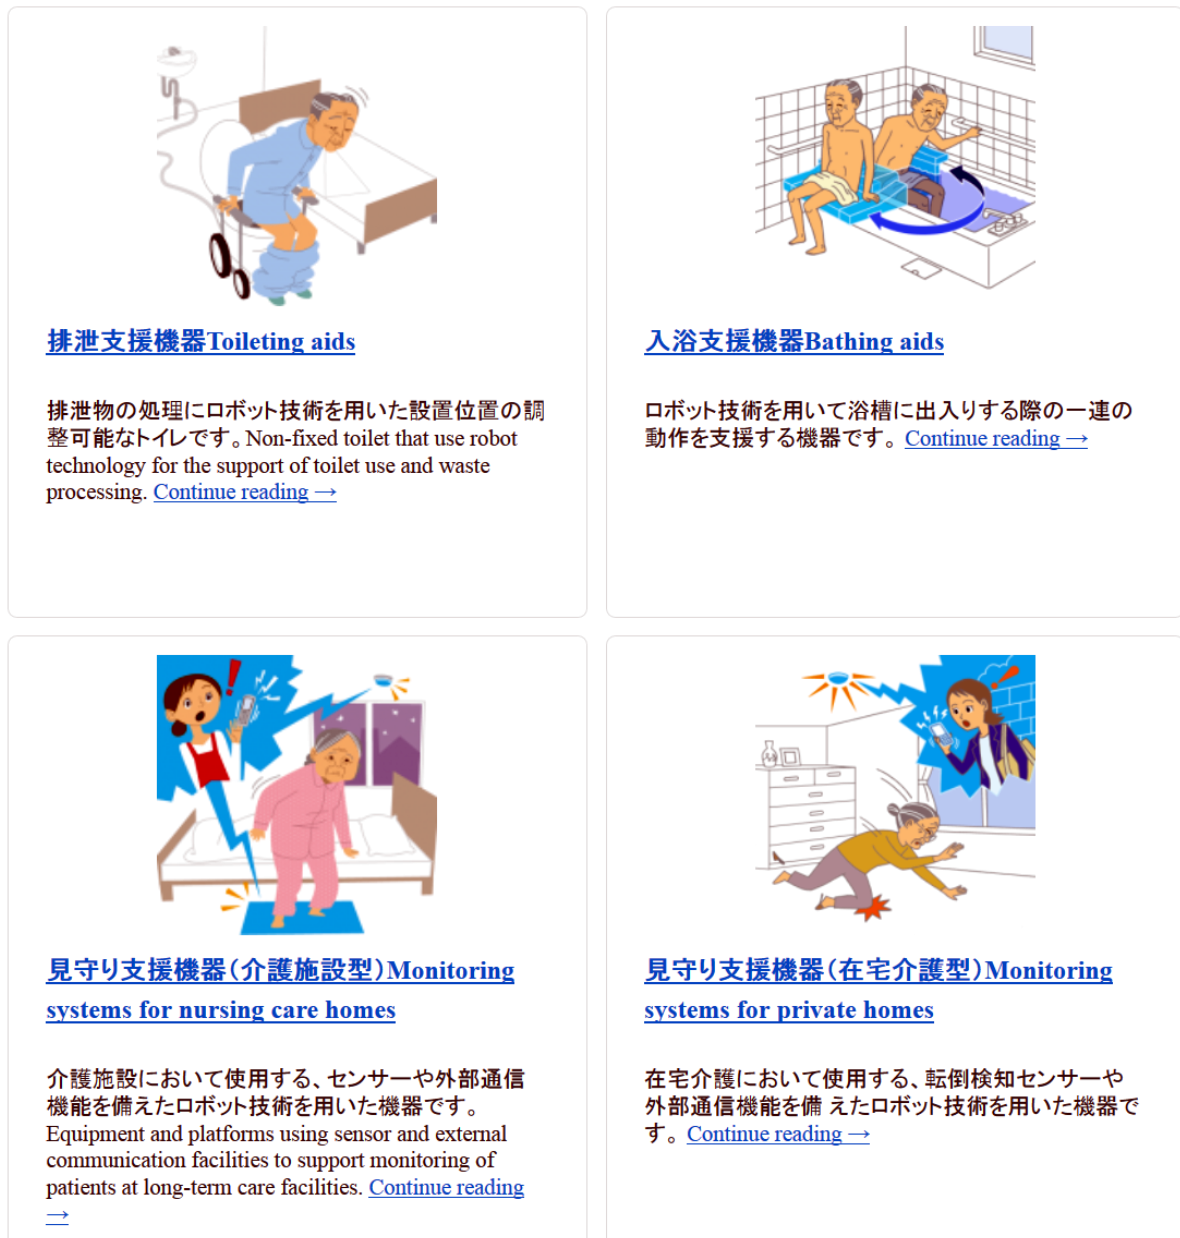 排泄支援機器Toileting aids
排泄物の処理にロボット技術を用いた設置位置の調
整可能なトイレです。Non-fixed toilet that use robot
technology for the support of toilet use and waste
processing. Continue reading →
入浴支援機器Bathing aids
ロボット技術を用いて浴槽に出入りする際の一連の
動作を支援する機器です。 Continue reading →
見守り支援機器（介護施設型）Monitoring
systems for nursing care homes
介護施設において使用する、センサーや外部通信
機能を備えたロボット技術を用いた機器です。
Equipment and platforms using sensor and external
communication facilities to support monitoring of
patients at long-term care facilities. Continue reading
→
見守り支援機器（在宅介護型）Monitoring
systems for private homes
在宅介護において使用する、転倒検知センサーや
外部通信機能を備 えたロボット技術を用いた機器で
す。 Continue reading →